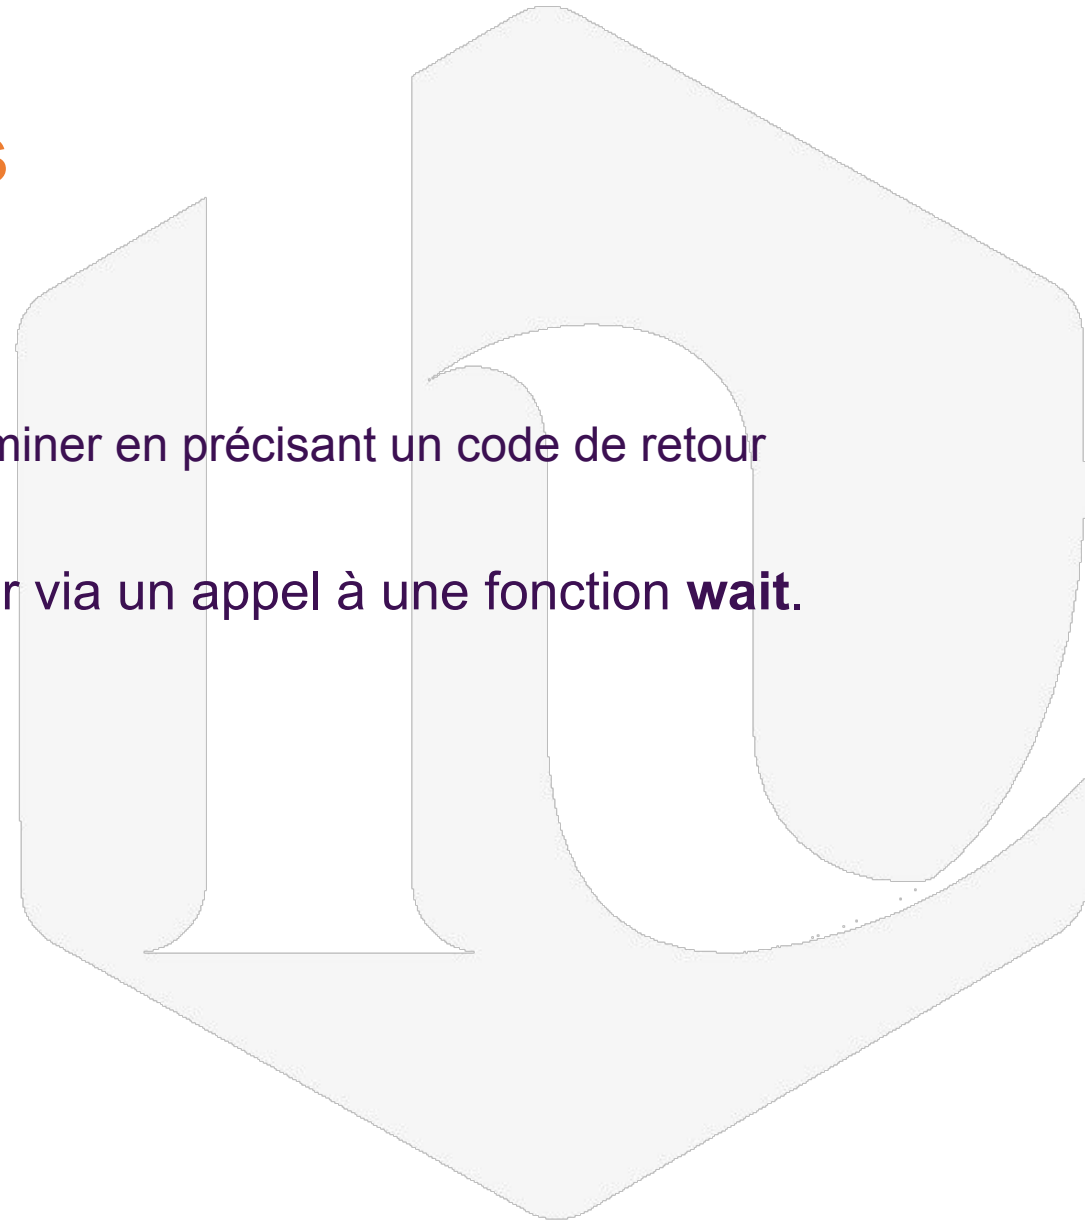 s
miner en précisant un code de retour
r via un appel à une fonction wait.